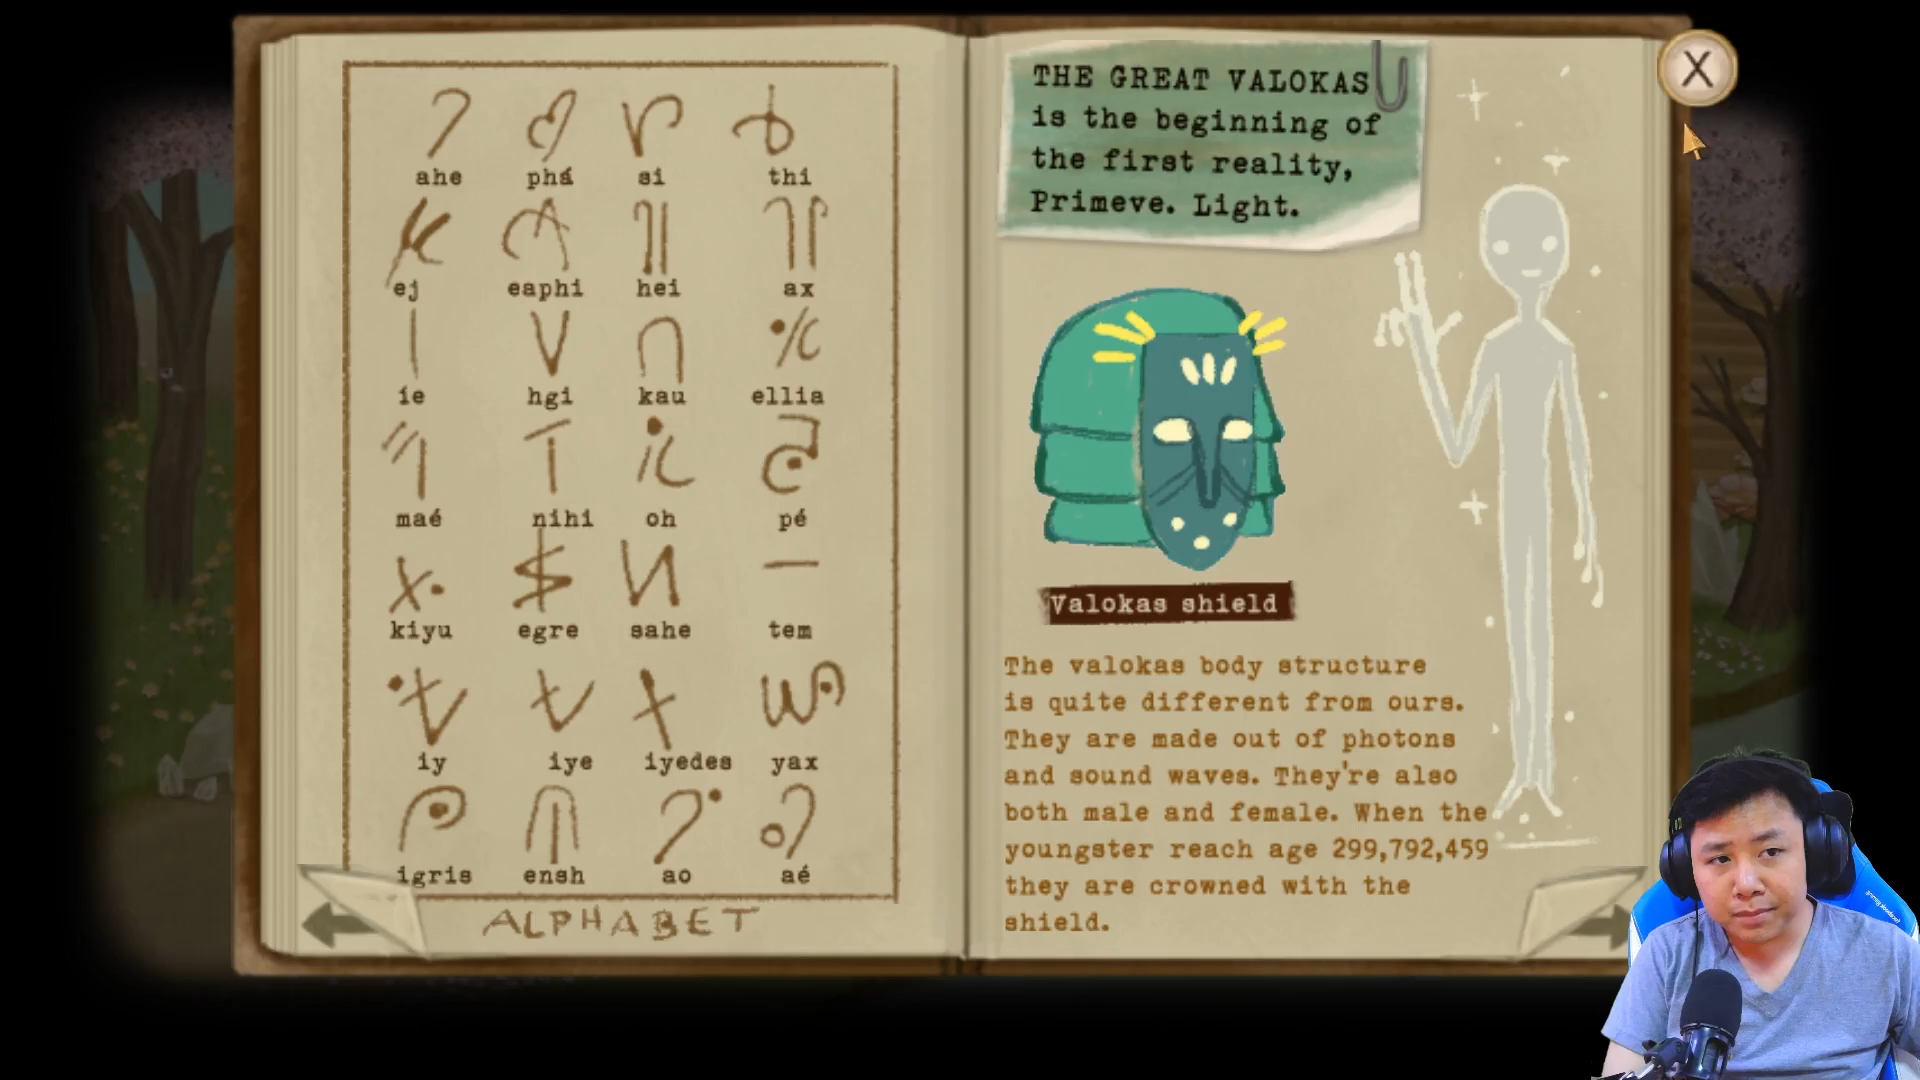 ahe phá si thi
ej eaphi hei ax
ie hgi kau ellia
maé nihi oh pé
kiyu egre sahe tem
iy iye iyedes yax
igris ensh ao aé
ALPHABET
THE GREAT VALOKAS
is the beginning of
the first reality,
Primeve. Light.
Valokas shield
The valokas body structure
is quite different from ours.
They are made out of photons
and sound waves. They're also
both male and female. When the
youngster reach age 299,792,459
they are crowned with the
shield.
X